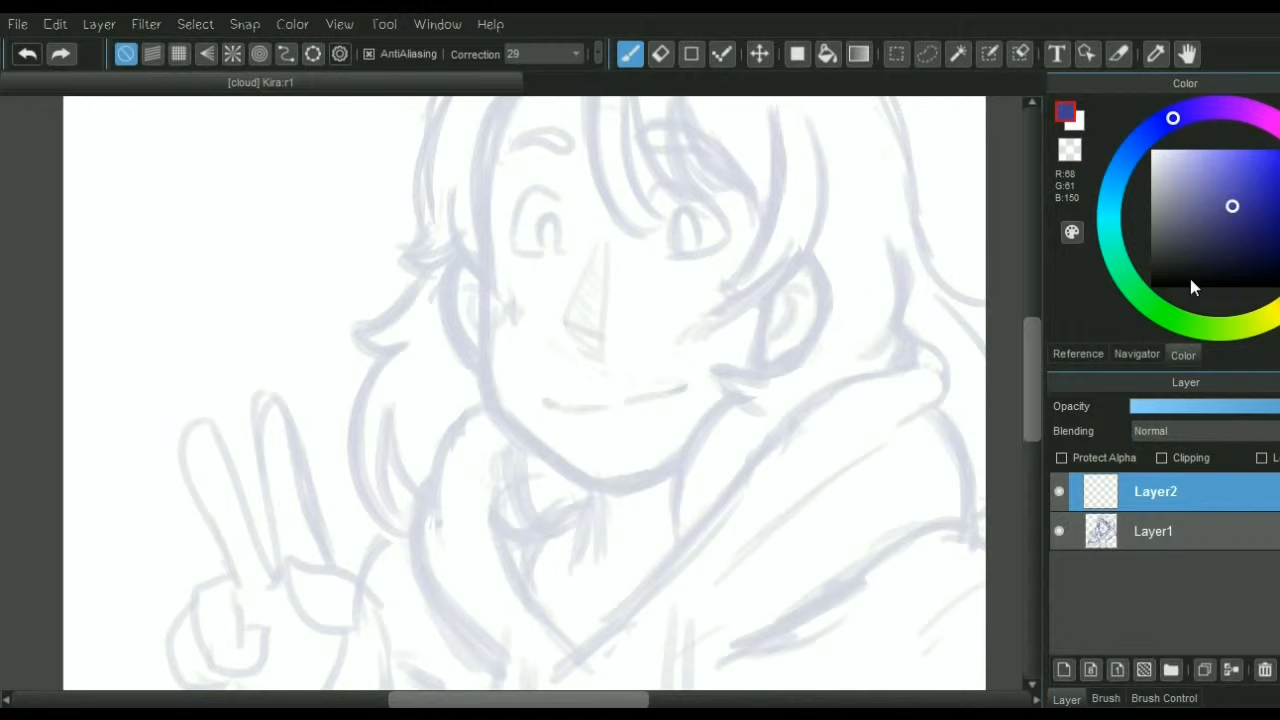 File Edit Layer Filter Select Snap Color View Tool Window Help
AntiAliasing Correction 29
T
[cloud] Kira:r1
Color
R:68
G:61
B:150
Reference Navigator Color
Layer
Opacity
Blending Normal
Protect Alpha Clipping
Layer2
Layer1
Layer Brush Brush Control